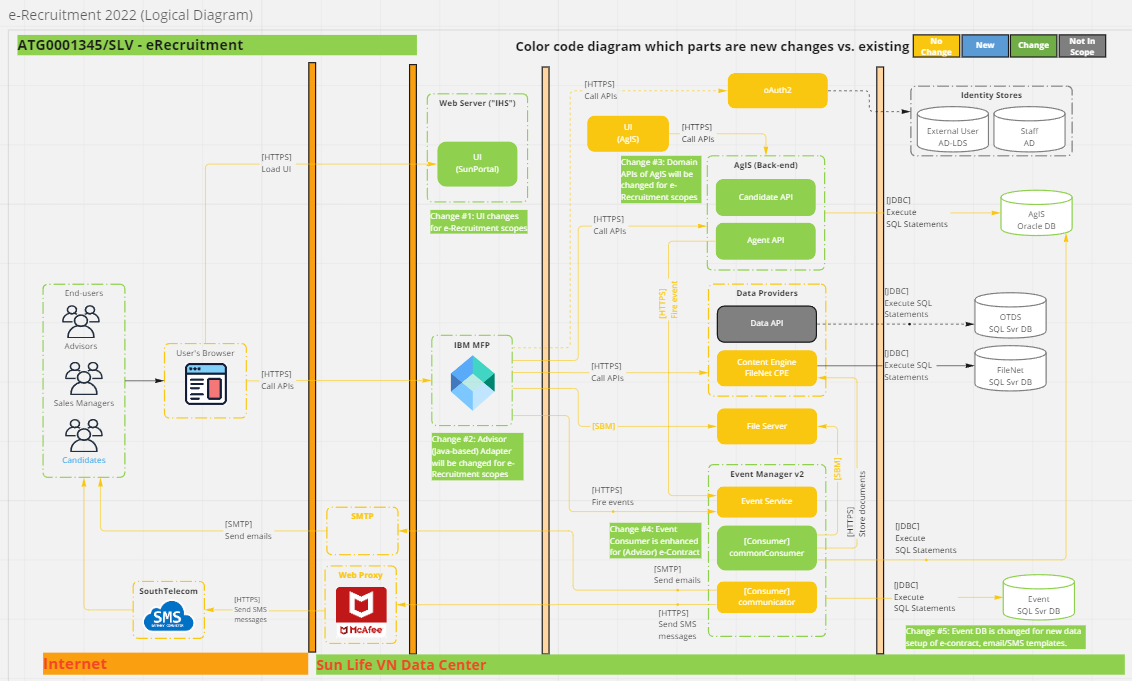 e-Recruitment 2022 (Logical Diagram)
ATG0001345/SLV - eRecruitment
Color code diagram which parts are new changes vs. existing
No
Change
New
Change
Not In
Scope
Web Server ("IHS")
UI
(SunPortal)
Change #1: UI changes
for e-Recruitment scopes
[HTTPS]
Load UI
[HTTPS]
Call APIs
oAuth2
UI
(AgIS)
[HTTPS]
Call APIs
Identity Stores
External User
AD-LDS
Staff
AD
Change #3: Domain
APIs of AgIS will be
changed for e-
Recruitment scopes
AgIS (Back-end)
Candidate API
Agent API
[HTTPS]
Call APIs
[JDBC]
Execute
SQL Statements
AgIS
Oracle DB
[HTTPS]
Fire event
End-users
Advisors
Sales Managers
Candidates
User's Browser
[HTTPS]
Call APIs
IBM MFP
Change #2: Advisor
(Java-based) Adapter
will be changed for e-
Recruitment scopes
Data Providers
Data API
Content Engine
FileNet CPE
[HTTPS]
Call APIs
[JDBC]
Execute SQL
Statements
OTDS
SQL Svr DB
[JDBC]
Execute SQL
Statements
FileNet
SQL Svr DB
[SBM]
File Server
[SBM]
[HTTPS]
Store documents
Event Manager v2
Event Service
[Consumer]
commonConsumer
[Consumer]
communicator
[HTTPS]
Fire events
Change #4: Event
Consumer is enhanced
for (Advisor) e-Contract
[SMTP]
Send emails
[HTTPS]
Send SMS
messages
[JDBC]
Execute
SQL Statements
[JDBC]
Execute
SQL Statements
Event
SQL Svr DB
Change #5: Event DB is changed for new data
setup of e-contract, email/SMS templates.
[SMTP]
Send emails
SMTP
Web Proxy
McAfee
SouthTelecom
SMS
[HTTPS]
Send SMS
messages
Internet
Sun Life VN Data Center